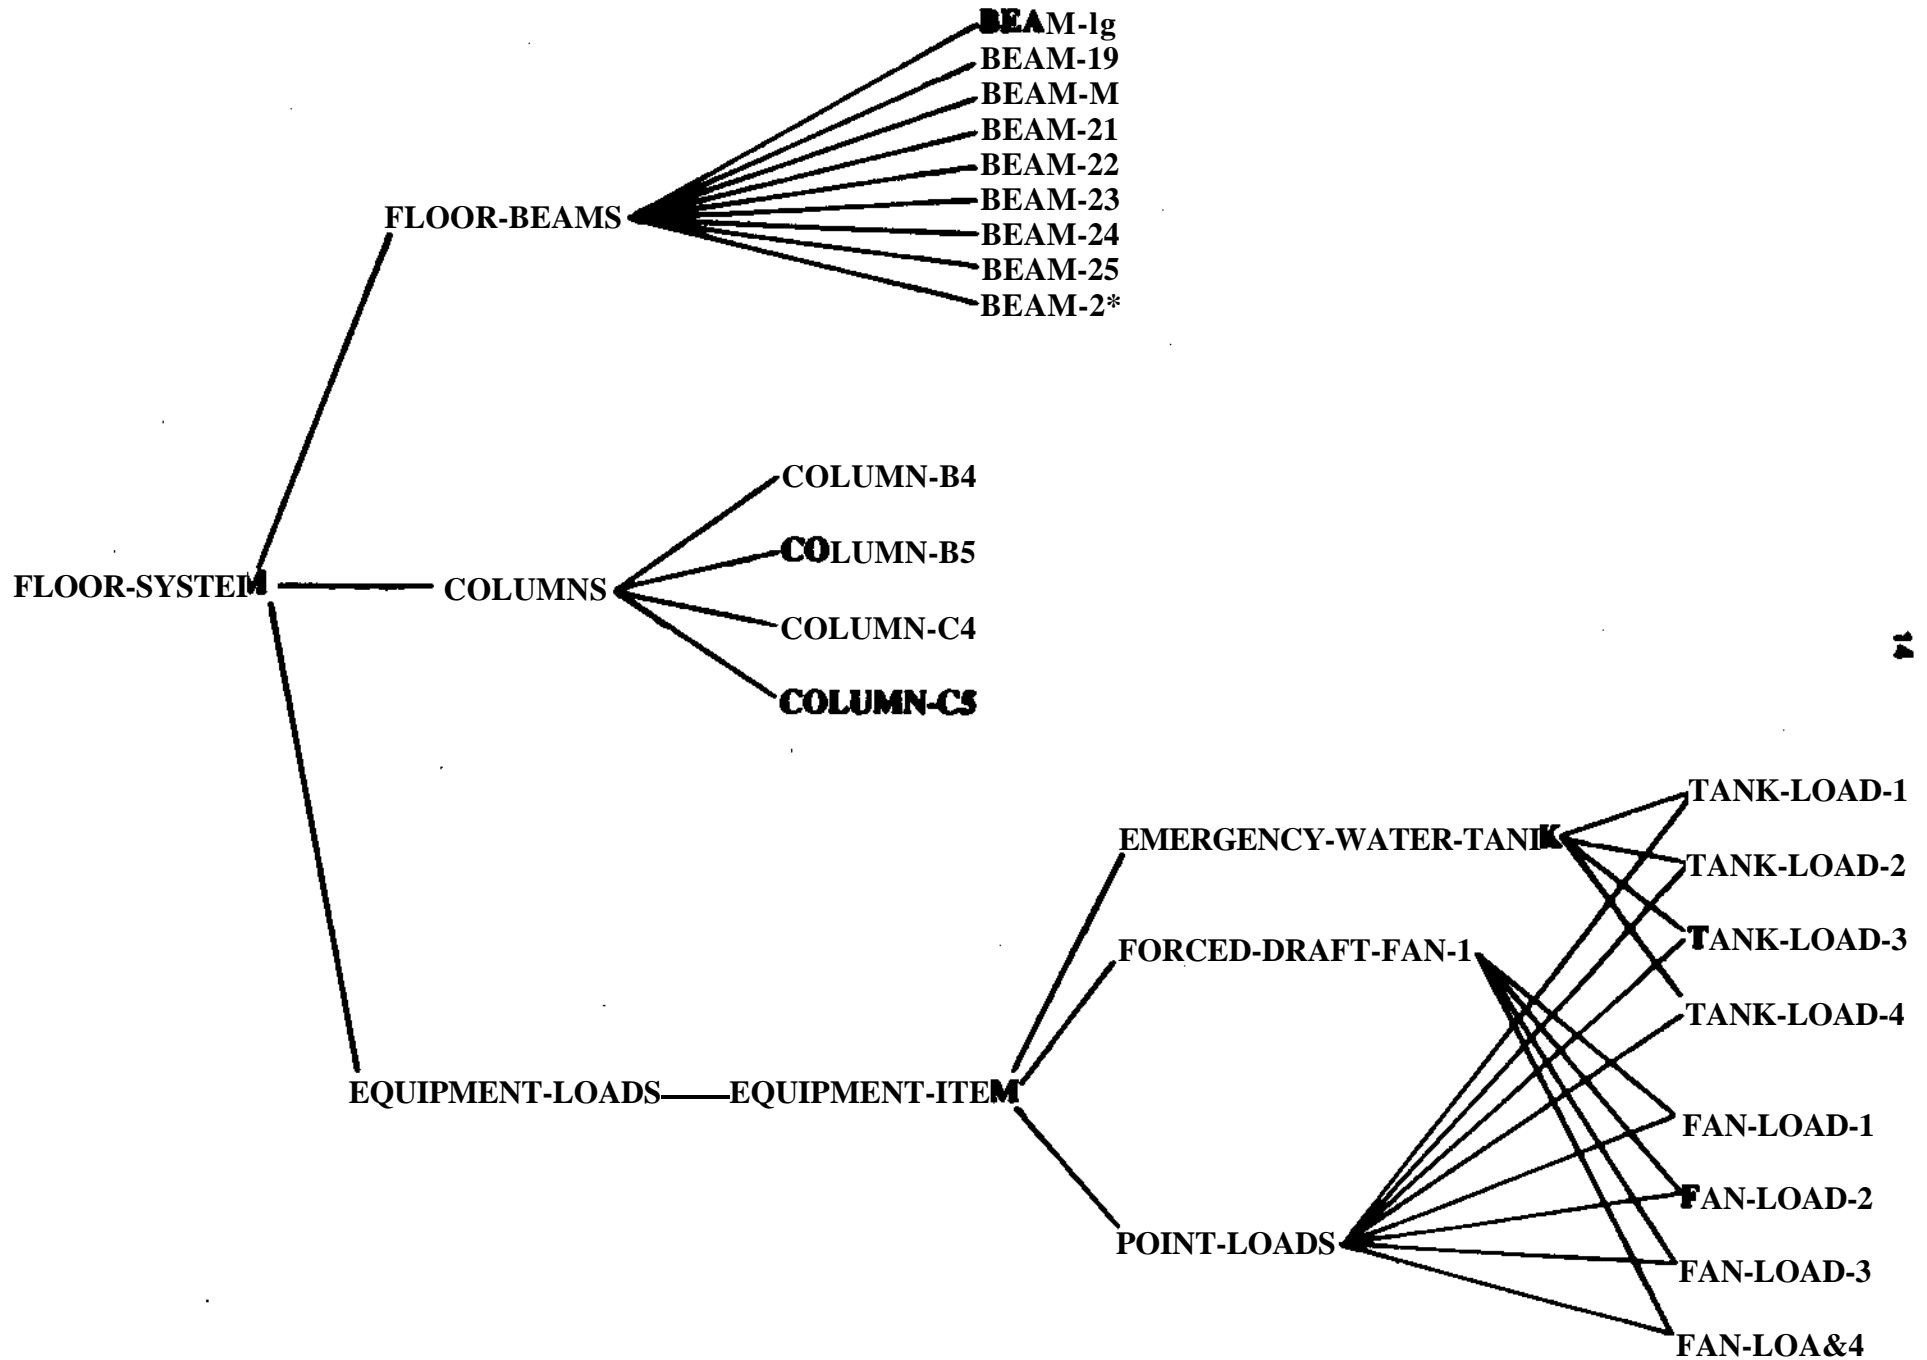 BEAM-lg
BEAM-19
BEAM-M
BEAM-21
BEAM-22
BEAM-23
BEAM-24
BEAM-25
BEAM-2*
FLOOR-BEAMS
COLUMN-B4
COLUMN-B5
COLUMN-C4
COLUMN-C5
FLOOR-SYSTEM
COLUMNS
14
TANK-LOAD-1
TANK-LOAD-2
TANK-LOAD-3
TANK-LOAD-4
EMERGENCY-WATER-TANK
FORCED-DRAFT-FAN-1
EQUIPMENT-LOADS
EQUIPMENT-ITEM
POINT-LOADS
FAN-LOAD-1
FAN-LOAD-2
FAN-LOAD-3
FAN-LOA&4